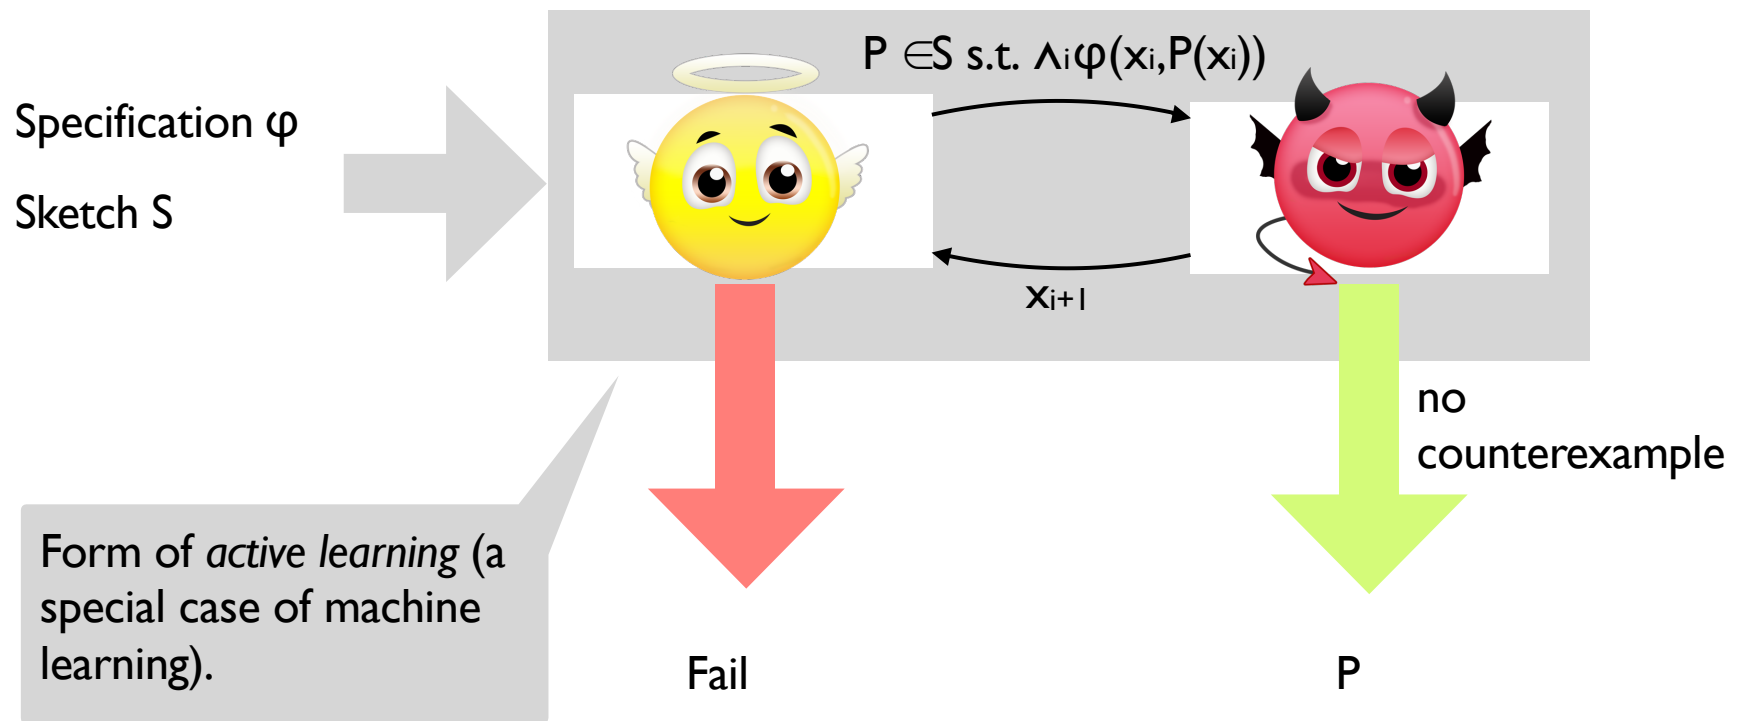 P ∈S s.t. ∧iφ(xi,P(xi))
Specification φ
Sketch S
xi+1
no
counterexample
Form of active learning (a
special case of machine
learning).
Fail
P